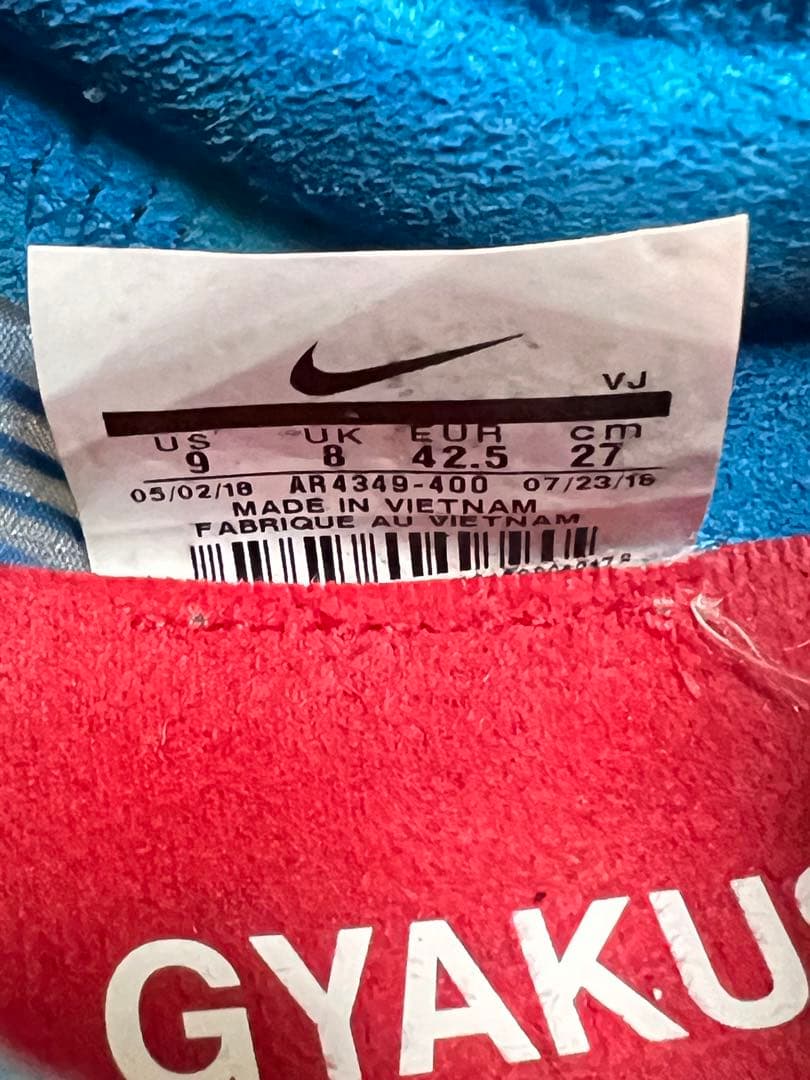 VJ
US UK EUR cm
9 8 42.5 27
05/02/18 AR4349-400 07/23/18
MADE IN VIETNAM
FABRIQUE AU VIETNAM
GYAKU